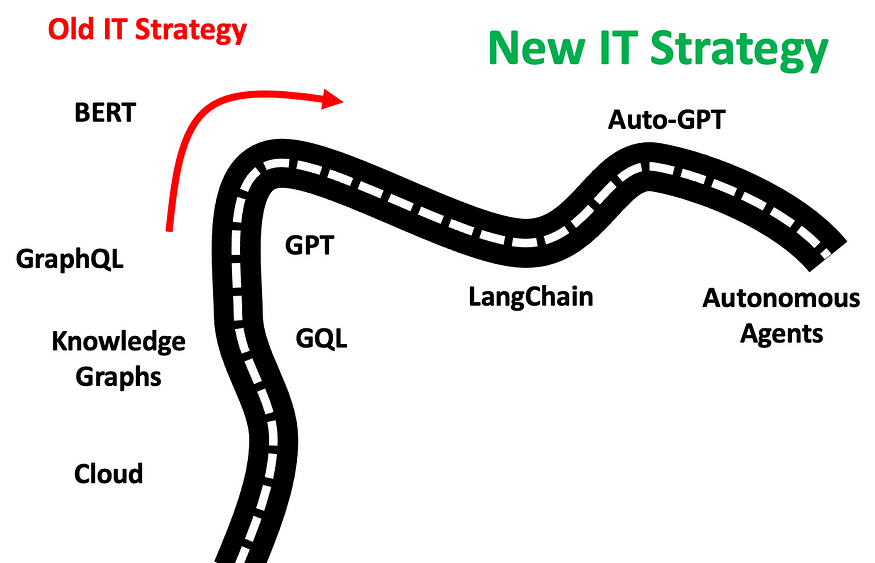 Old IT Strategy
New IT Strategy
BERT
Auto-GPT
GraphQL
GPT
LangChain
Autonomous
Agents
Knowledge
Graphs
GQL
Cloud